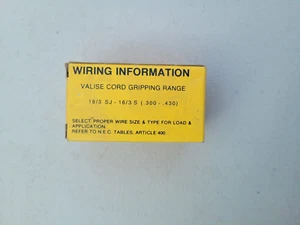 WIRING INFORMATION
VALISE CORD GRIPPING RANGE
18/3 SJ - 16/3 S (.300 - .430)
SELECT PROPER WIRE SIZE & TYPE FOR LOAD &
APPLICATION.
REFER TO N.E.C. TABLES, ARTICLE 400